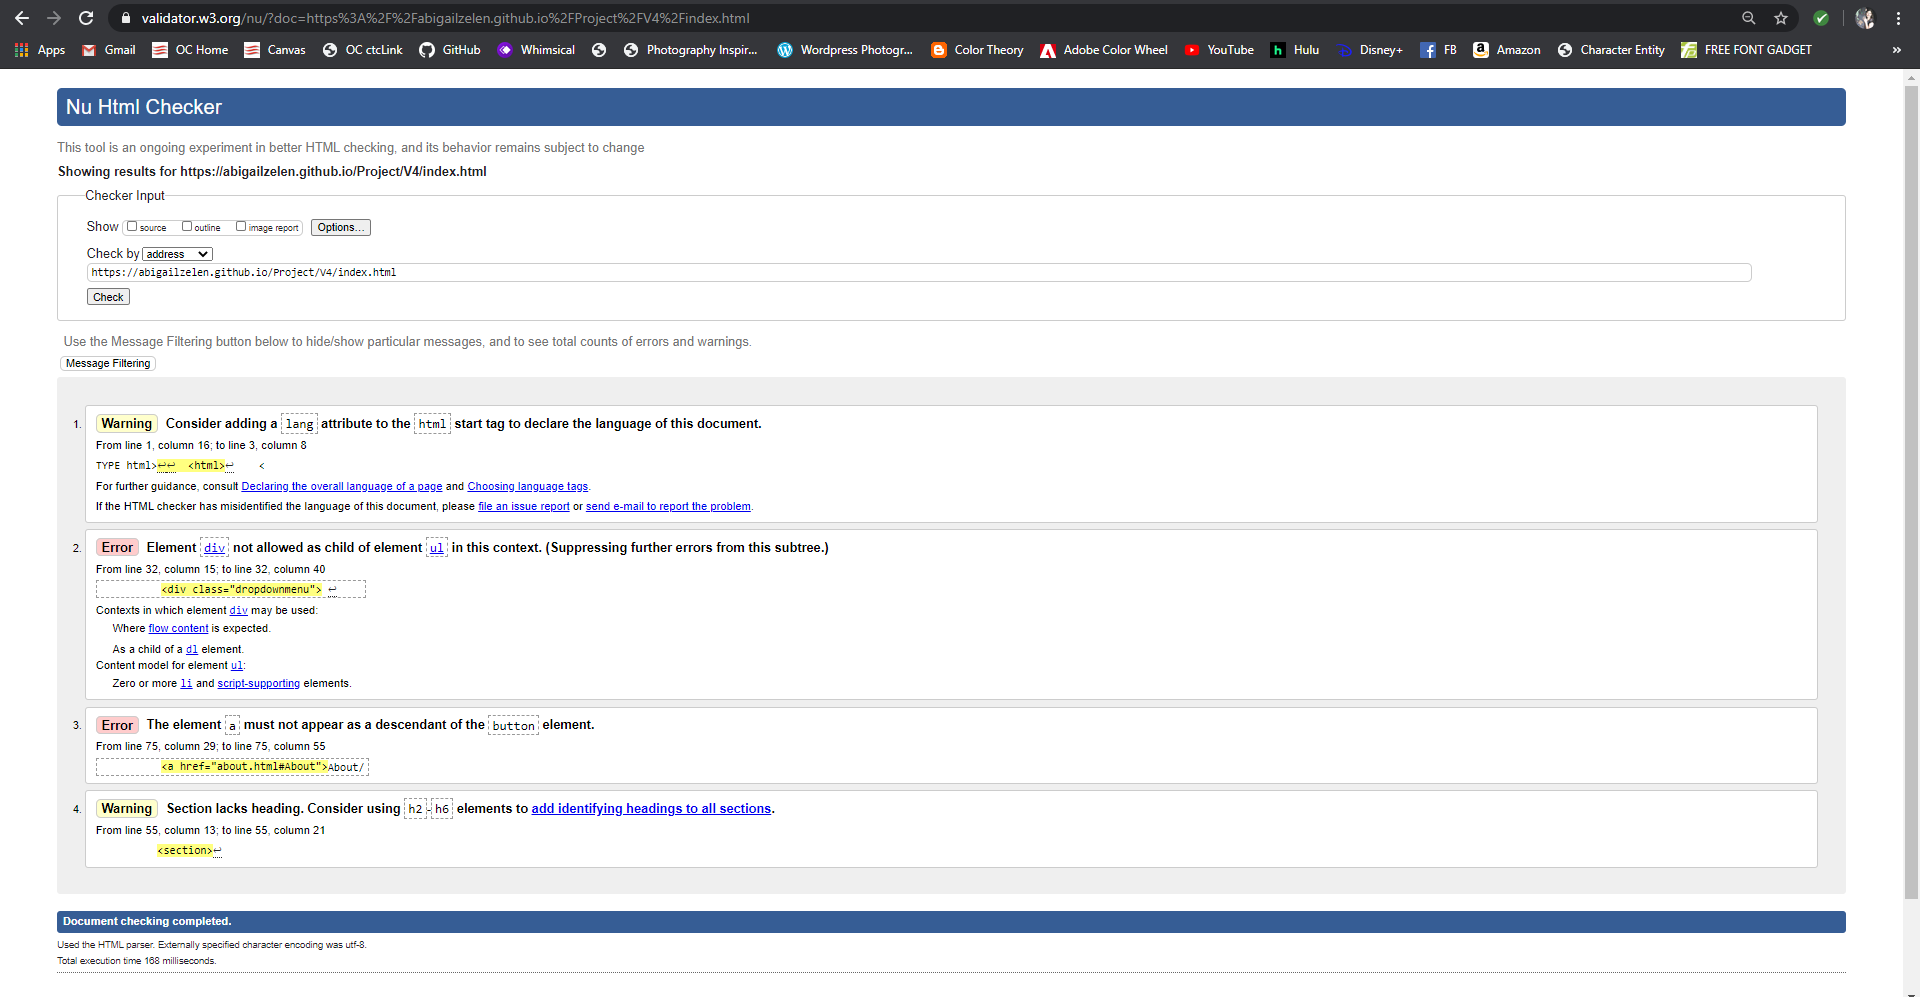 validator.w3.org/nu/?doc=https%3A%2F%2Fabigailzelen.github.io%2FProject%2FV4%2Findex.html
Apps Gmail OC Home Canvas OC ctcLink GitHub Whimsical Photography Inspir... Wordpress Photogr... Color Theory Adobe Color Wheel YouTube Hulu Disney+ FB Amazon Character Entity FREE FONT GADGET »
Nu Html Checker
This tool is an ongoing experiment in better HTML checking, and its behavior remains subject to change
Showing results for https://abigailzelen.github.io/Project/V4/index.html
Checker Input
Show source outline image report Options...
Check by address
https://abigailzelen.github.io/Project/V4/index.html
Check
Use the Message Filtering button below to hide/show particular messages, and to see total counts of errors and warnings.
Message Filtering
1. Warning Consider adding a lang attribute to the html start tag to declare the language of this document.
From line 1, column 16; to line 3, column 8
TYPE html>↩↩ <html>↩ <
For further guidance, consult Declaring the overall language of a page and Choosing language tags.
If the HTML checker has misidentified the language of this document, please file an issue report or send e-mail to report the problem.
2. Error Element div not allowed as child of element ul in this context. (Suppressing further errors from this subtree.)
From line 32, column 15; to line 32, column 40
<div class="dropdownmenu"> ↩
Contexts in which element div may be used:
Where flow content is expected.
As a child of a dl element.
Content model for element ul:
Zero or more li and script-supporting elements.
3. Error The element a must not appear as a descendant of the button element.
From line 75, column 29; to line 75, column 55
<a href="about.html#About">About/
4. Warning Section lacks heading. Consider using h2-h6 elements to add identifying headings to all sections.
From line 55, column 13; to line 55, column 21
<section>↩
Document checking completed.
Used the HTML parser. Externally specified character encoding was utf-8.
Total execution time 168 milliseconds.